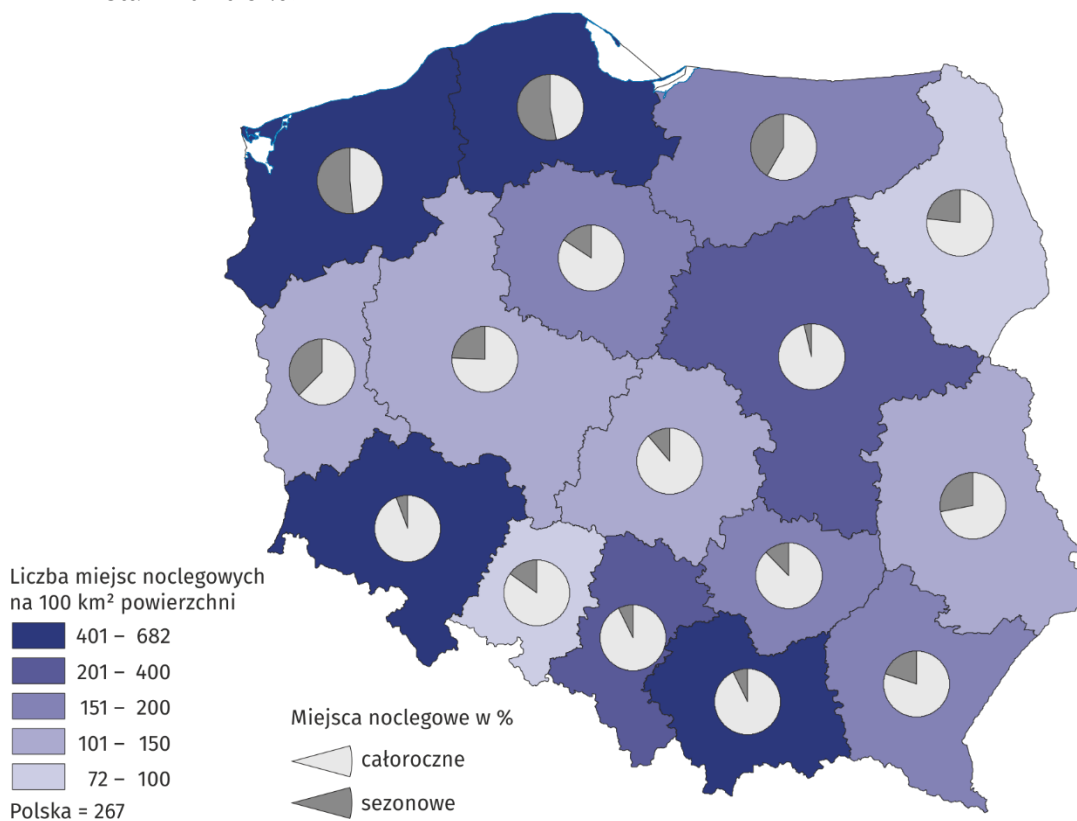 Liczba miejsc noclegowych
na 100 km² powierzchni
401 – 682
201 – 400
151 – 200
101 – 150
72 – 100
Polska = 267
Miejsca noclegowe w %
całoroczne
sezonowe